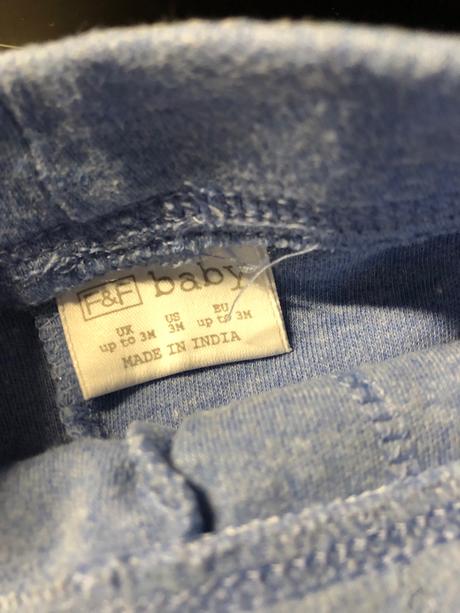 F&F baby
UK US EU
up to 3M 3M up to 3M
MADE IN INDIA